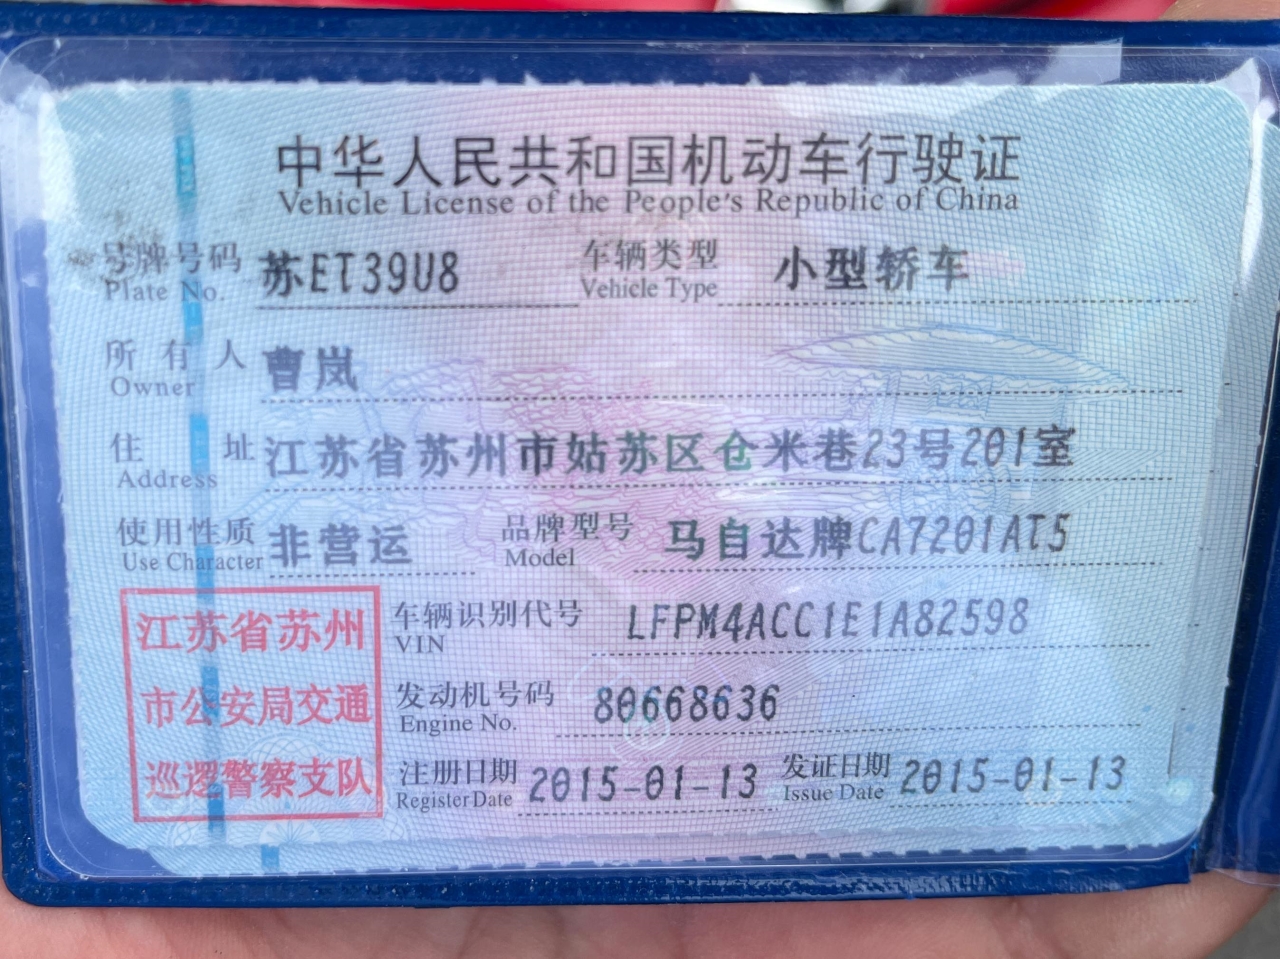 中华人民共和国机动车行驶证
Vehicle License of the People's Republic of China
号牌号码 苏ET39U8 车辆类型 小型轿车
Plate No. Vehicle Type
所有人 曹岚
Owner
住址 江苏省苏州市姑苏区仓米巷23号201室
Address
使用性质 非营运 品牌型号 马自达牌CA7201AT5
Use Character Model
江苏省苏州
市公安局交通
巡逻警察支队
车辆识别代号 LFPM4ACC1E1A82598
VIN
发动机号码 80668636
Engine No.
注册日期 2015-01-13 发证日期 2015-01-13
Register Date Issue Date